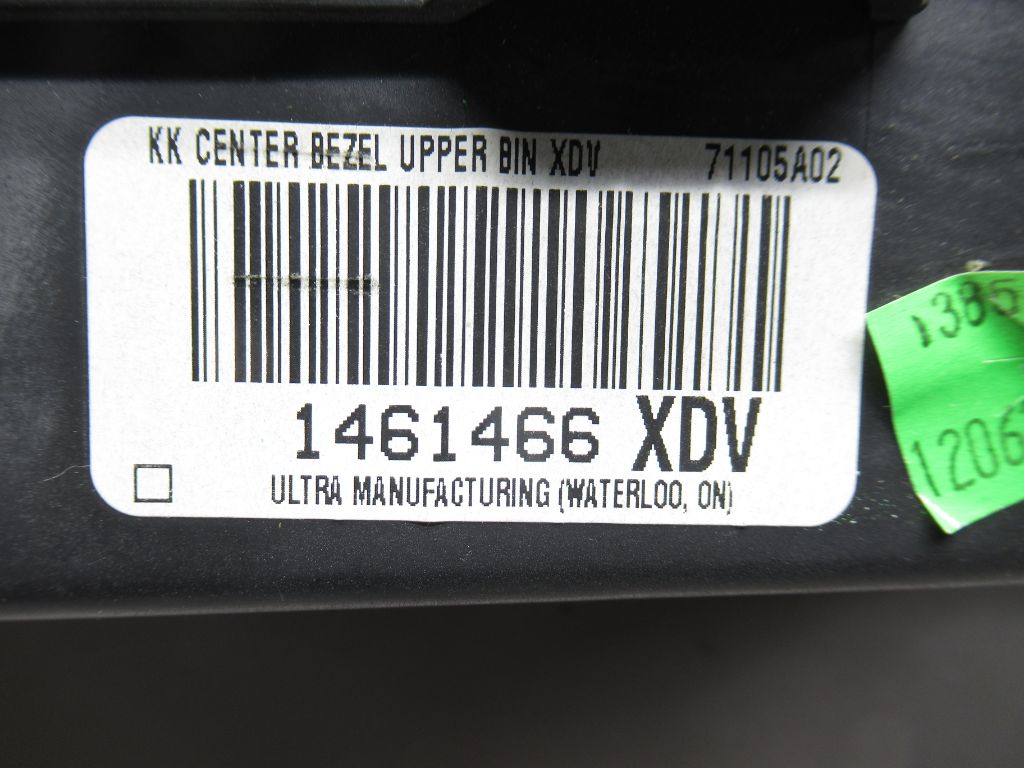 KK CENTER BEZEL UPPER BIN XDV 71105A02
1461466 XDV
ULTRA MANUFACTURING (WATERLOO, ON)